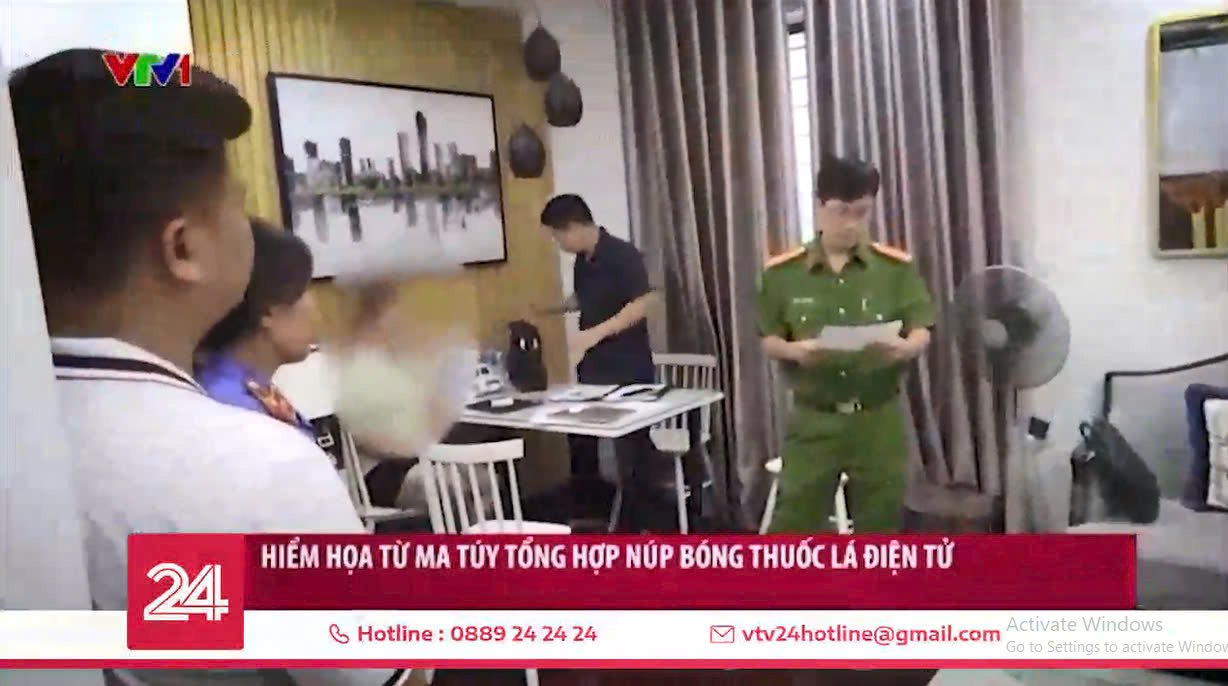 VTV1
HIỂM HỌA TỪ MA TÚY TỔNG HỢP NÚP BÓNG THUỐC LÁ ĐIỆN TỬ
24
Hotline : 0889 24 24 24
vtv24hotline@gmail.com
Activate Windows
Go to Settings to activate Window